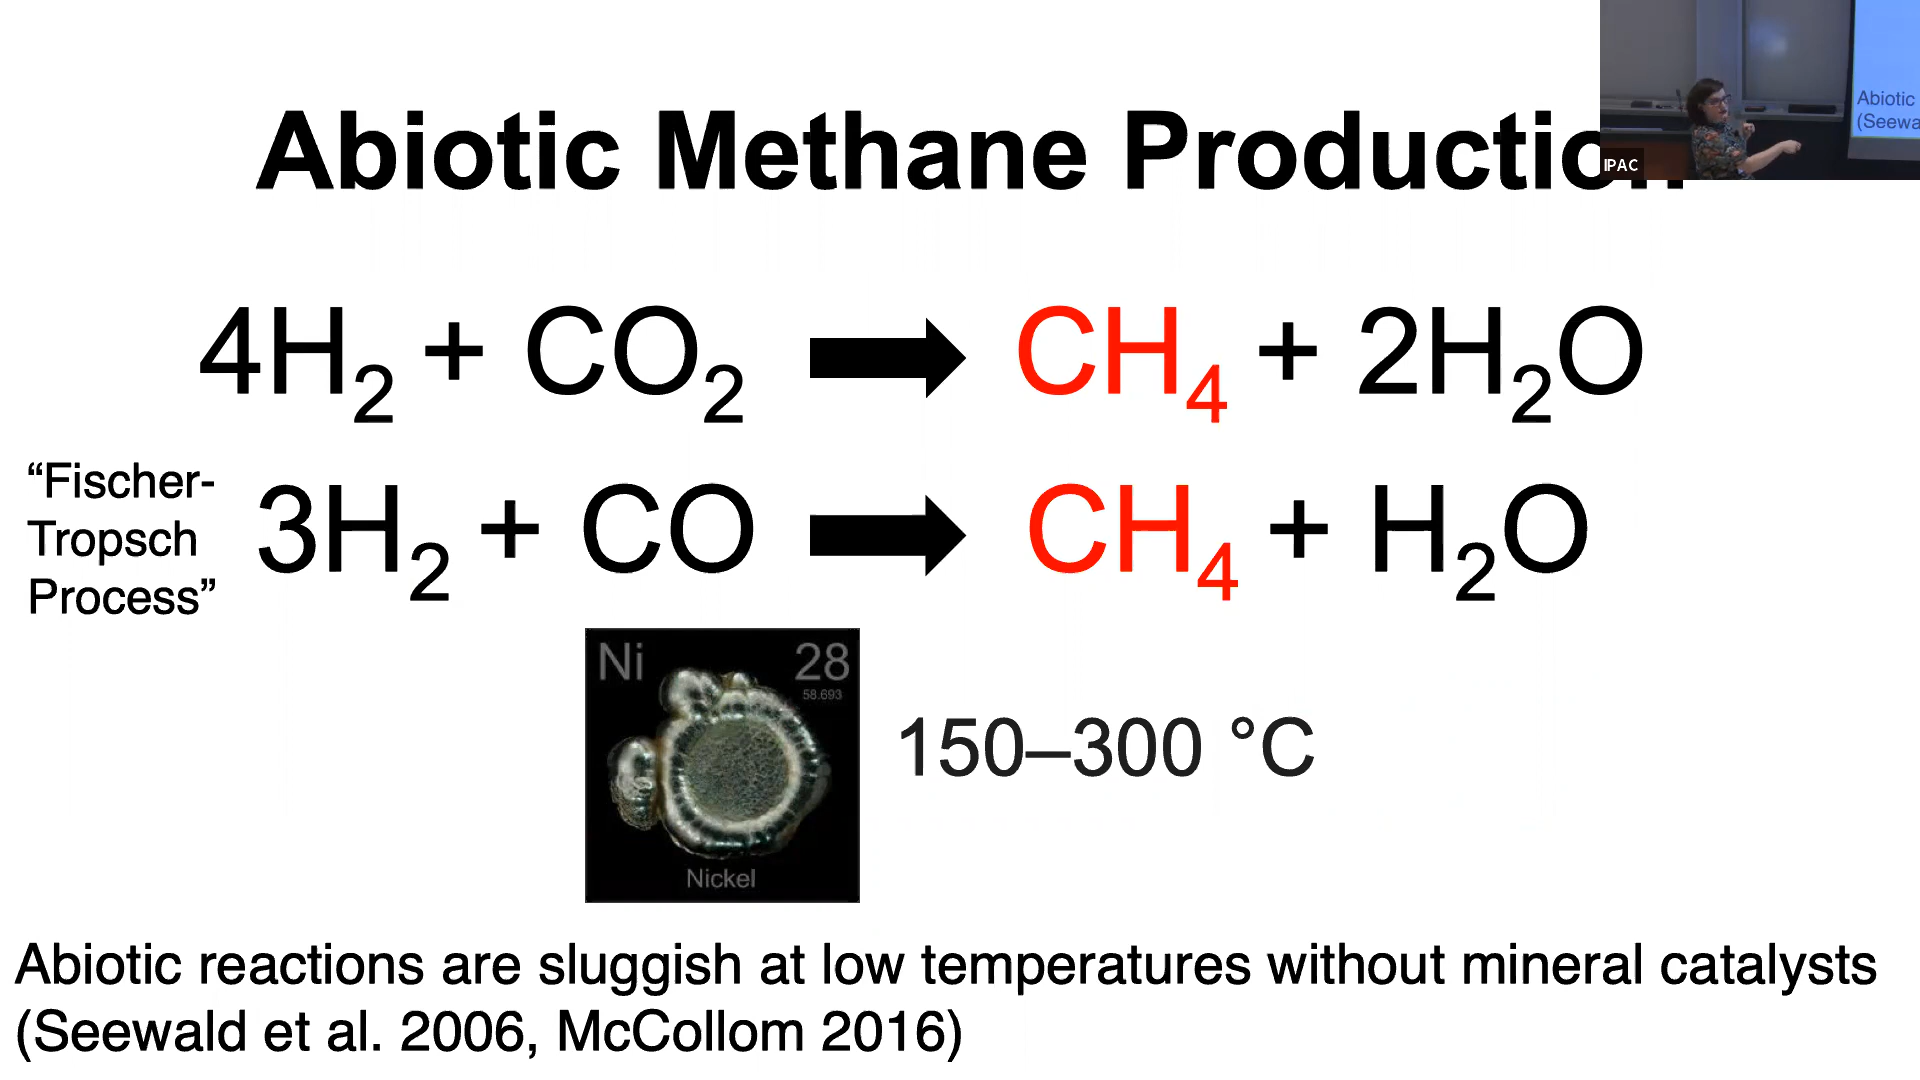 Abiotic Methane Production
IPAC
Abiotic
(Seewa
4H₂ + CO₂ ➡ CH₄ + 2H₂O
“Fischer-
Tropsch
Process”
3H₂ + CO ➡ CH₄ + H₂O
Ni 28
58.693
Nickel
150–300 °C
Abiotic reactions are sluggish at low temperatures without mineral catalysts
(Seewald et al. 2006, McCollom 2016)